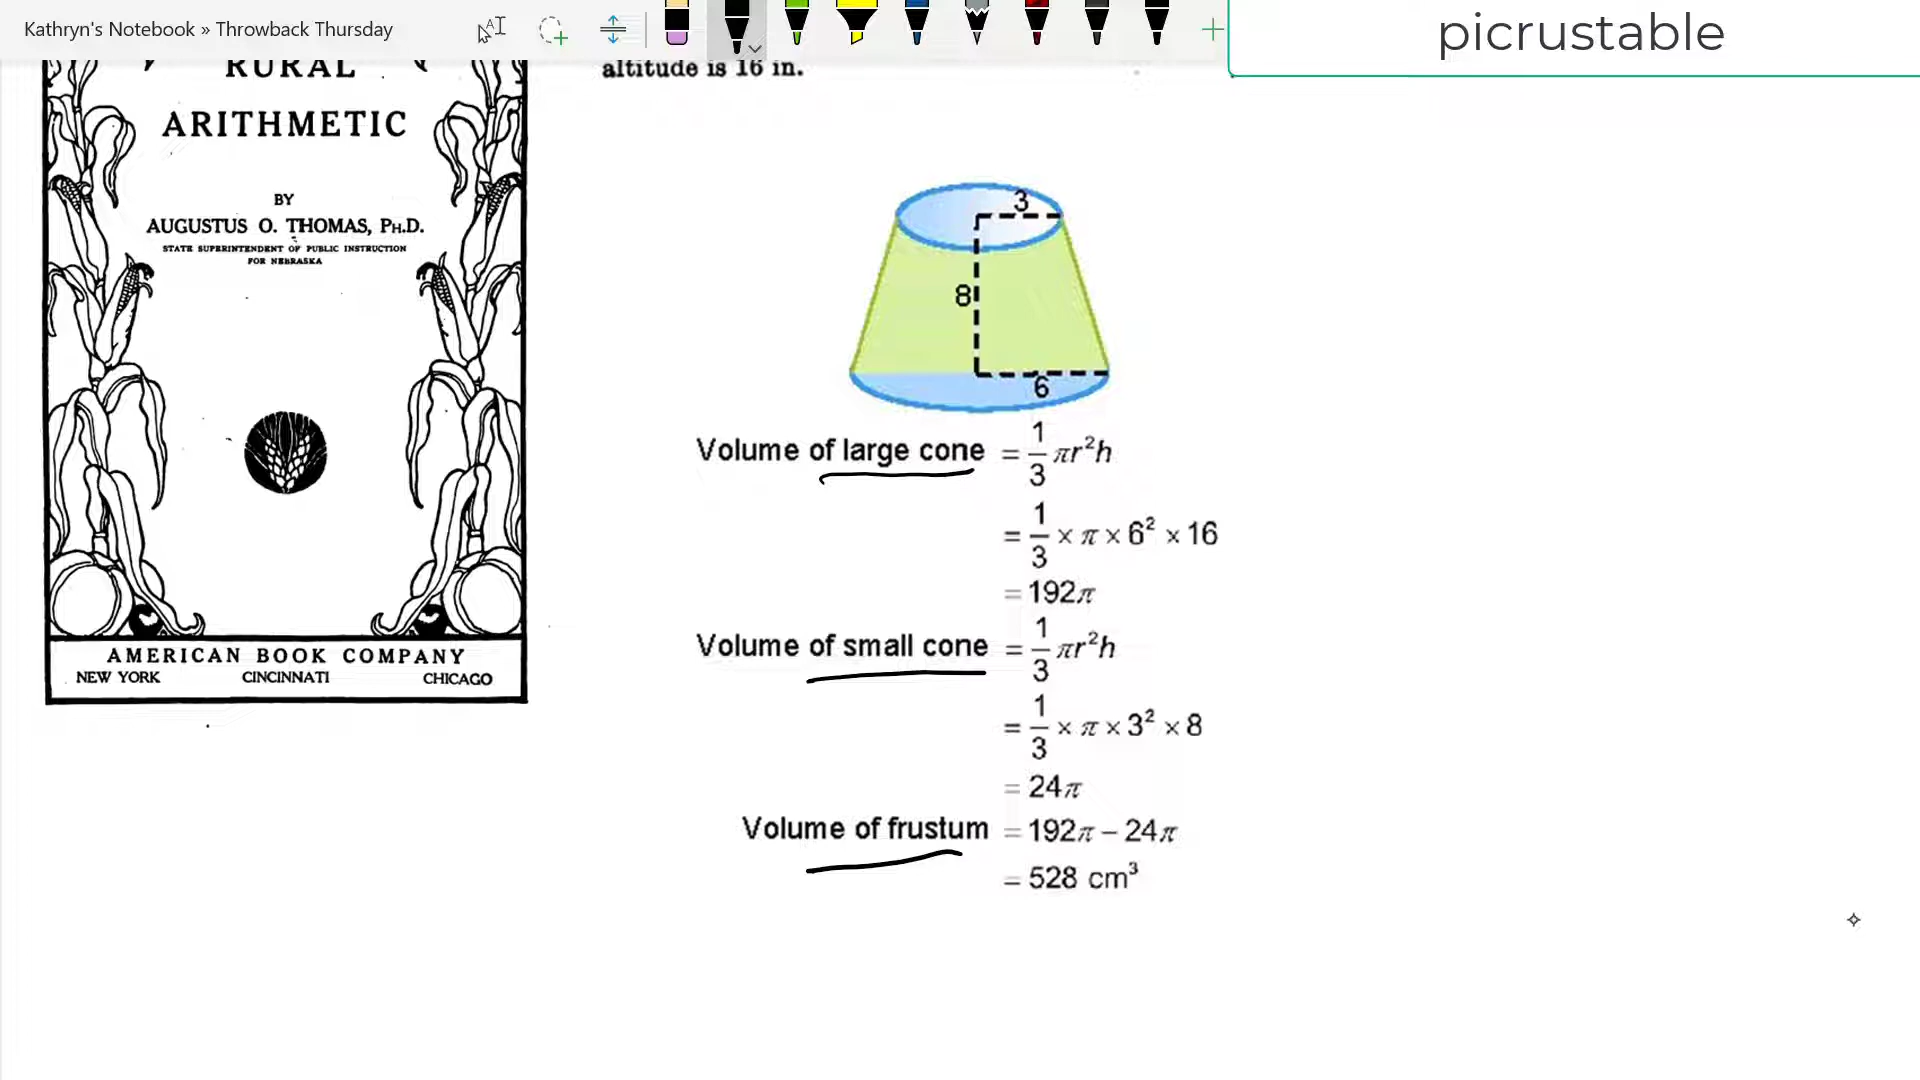 Kathryn's Notebook » Throwback Thursday
picrustable
RURAL
ARITHMETIC
BY
AUGUSTUS O. THOMAS, PH.D.
STATE SUPERINTENDENT OF PUBLIC INSTRUCTION
FOR NEBRASKA
AMERICAN BOOK COMPANY
NEW YORK CINCINNATI CHICAGO
altitude is 16 in.
3
8
6
Volume of large cone = 1/3 πr²h
= 1/3 × π × 6² × 16
= 192π
Volume of small cone = 1/3 πr²h
= 1/3 × π × 3² × 8
= 24π
Volume of frustum = 192π – 24π
= 528 cm³